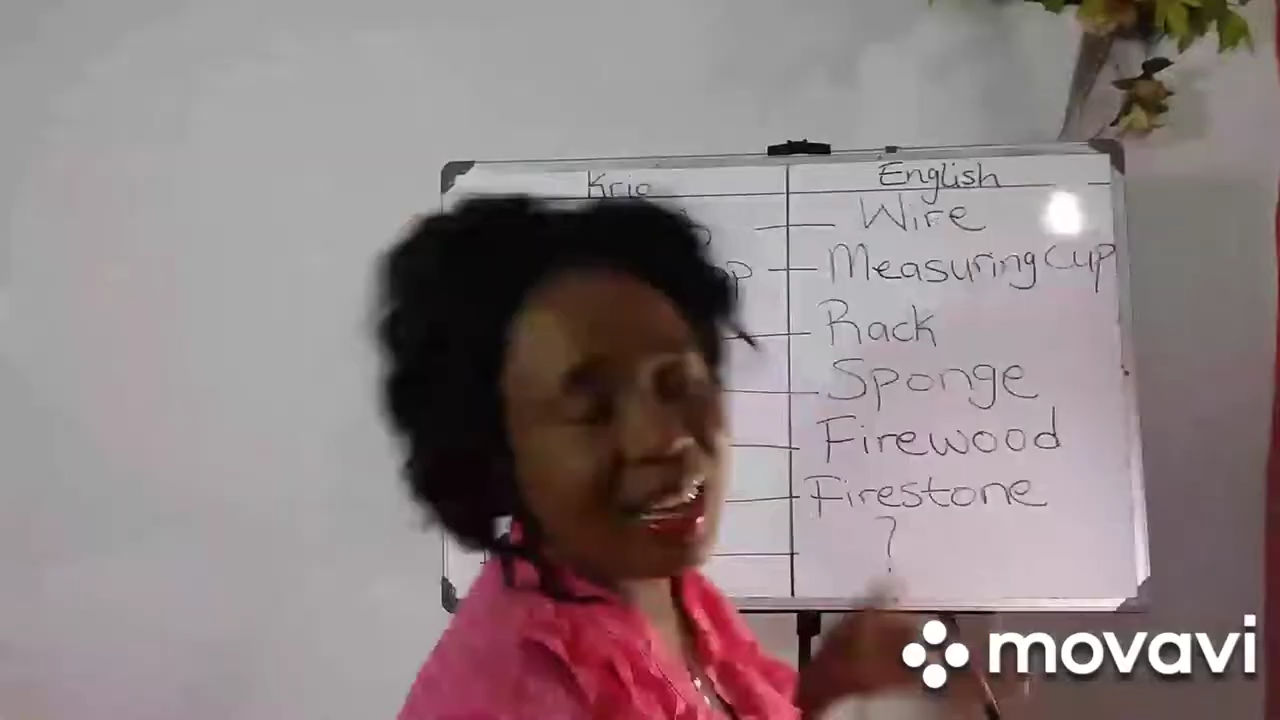 Krio
English
Wire
Measuring Cup
Rack
Sponge
Firewood
Firestone
?
movavi